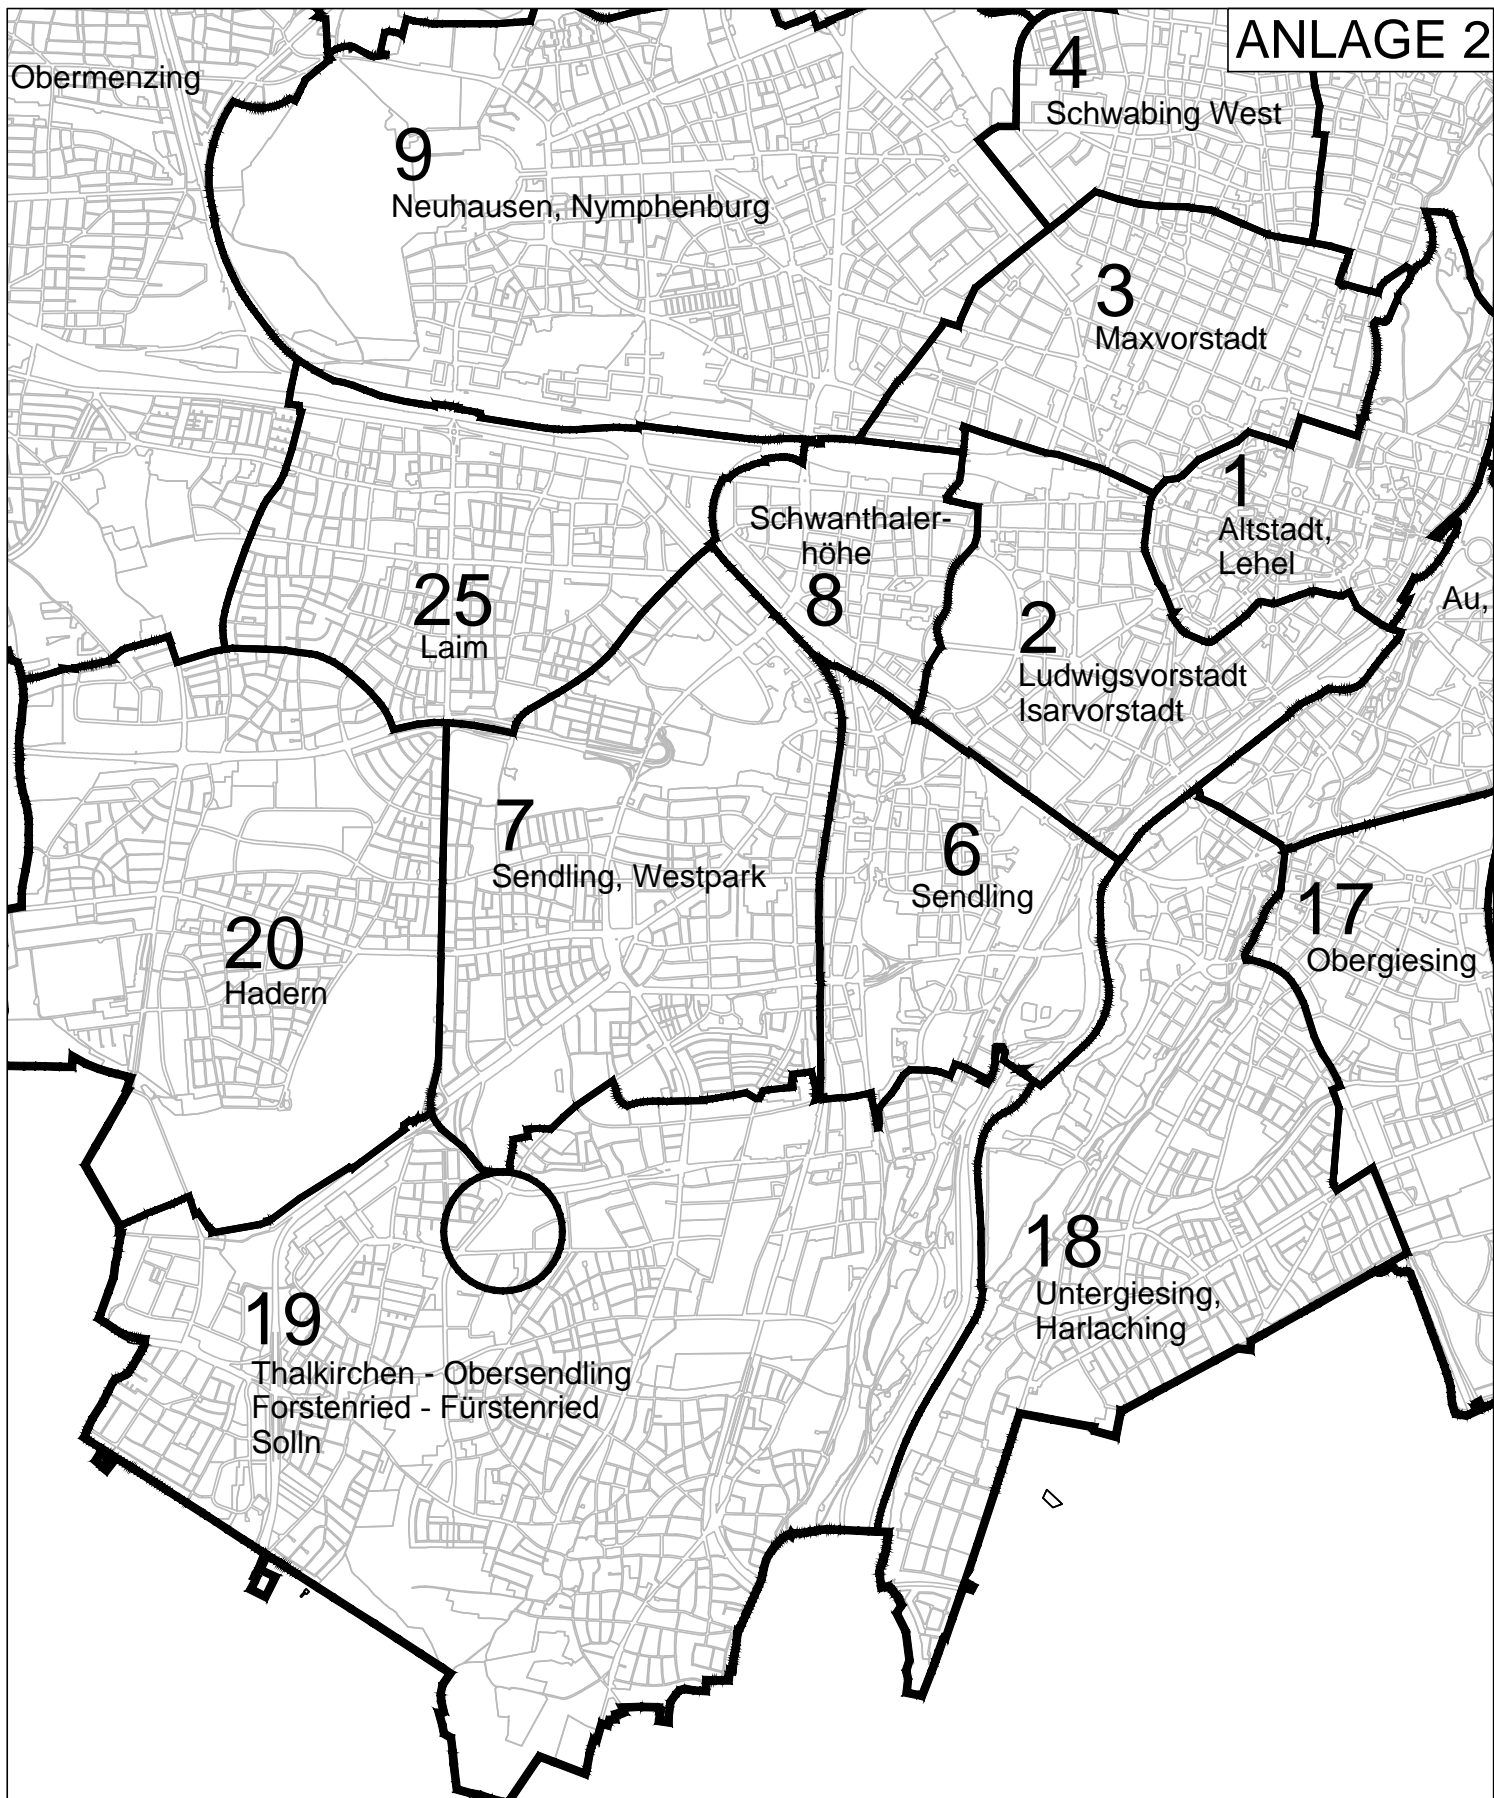 ANLAGE 2
Obermenzing
4
Schwabing West
9
Neuhausen, Nymphenburg
3
Maxvorstadt
1
Altstadt,
Lehel
Schwanthaler-
höhe
8
25
Laim
2
Ludwigsvorstadt
Isarvorstadt
Au,
7
Sendling, Westpark
6
Sendling
17
Obergiesing
20
Hadern
18
Untergiesing,
Harlaching
19
Thalkirchen - Obersendling
Forstenried - Fürstenried
Solln